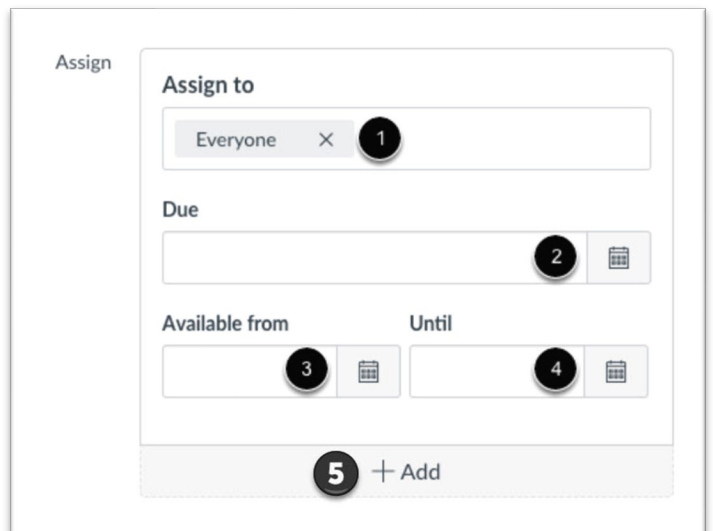 Assign
Assign to
Everyone × 1
Due
2
Available from Until
3 4
5 + Add